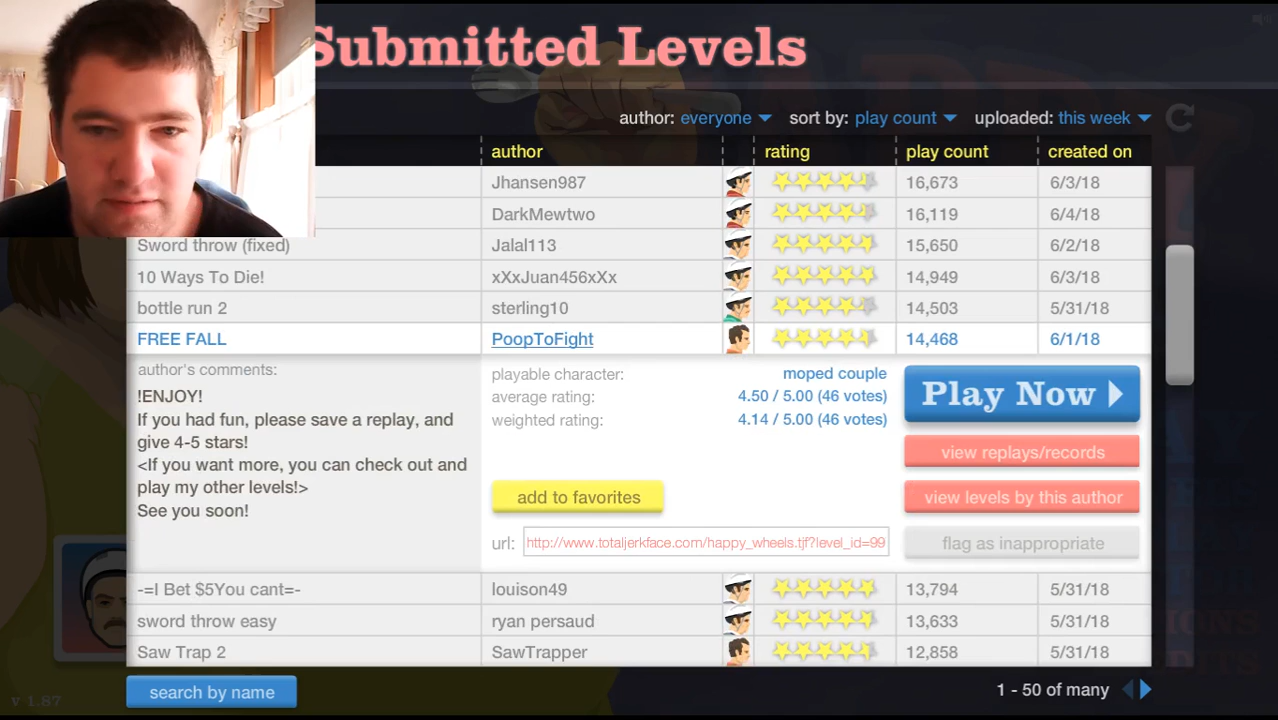 Submitted Levels
author: everyone sort by: play count uploaded: this week
author rating play count created on
Jhansen987 16,673 6/3/18
DarkMewtwo 16,119 6/4/18
Sword throw (fixed) Jalal113 15,650 6/2/18
10 Ways To Die! xXxJuan456xXx 14,949 6/3/18
bottle run 2 sterling10 14,503 5/31/18
FREE FALL PoopToFight 14,468 6/1/18
author's comments:
!ENJOY!
If you had fun, please save a replay, and
give 4-5 stars!
<If you want more, you can check out and
play my other levels!>
See you soon!
playable character: moped couple
average rating: 4.50 / 5.00 (46 votes)
weighted rating: 4.14 / 5.00 (46 votes)
add to favorites
url: http://www.totaljerkface.com/happy_wheels.tjf?level_id=99
Play Now
view replays/records
view levels by this author
flag as inappropriate
-=I Bet $5You cant=- louison49 13,794 5/31/18
sword throw easy ryan persaud 13,633 5/31/18
Saw Trap 2 SawTrapper 12,858 5/31/18
search by name
1 - 50 of many
v 1.87